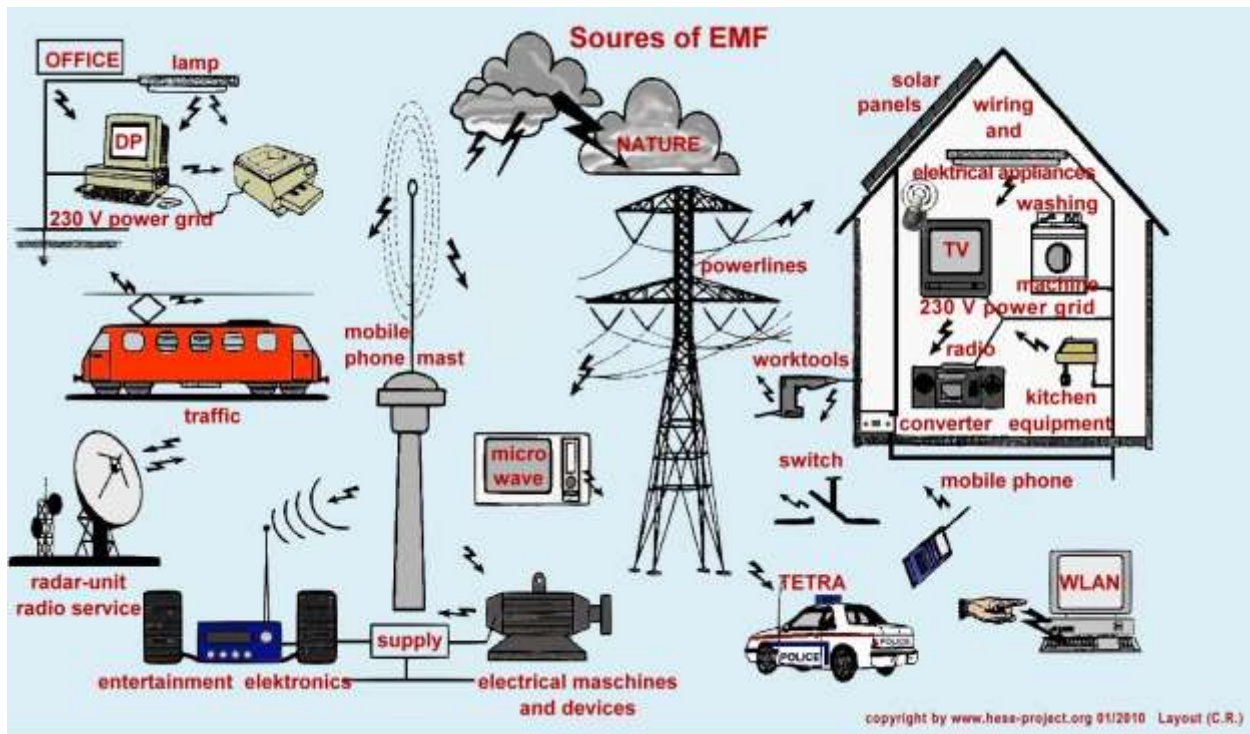 Soures of EMF
OFFICE
lamp
DP
230 V power grid
NATURE
solar
panels
wiring
and
elektrical appliances
washing
TV
machine
230 V power grid
radio
converter
kitchen
equipment
powerlines
worktools
mobile
phone mast
traffic
micro
wave
switch
mobile phone
radar-unit
radio service
TETRA
POLICE
POLICE
WLAN
supply
entertainment elektronics
electrical maschines
and devices
copyright by www.hese-project.org 01/2010 Layout (C.R.)